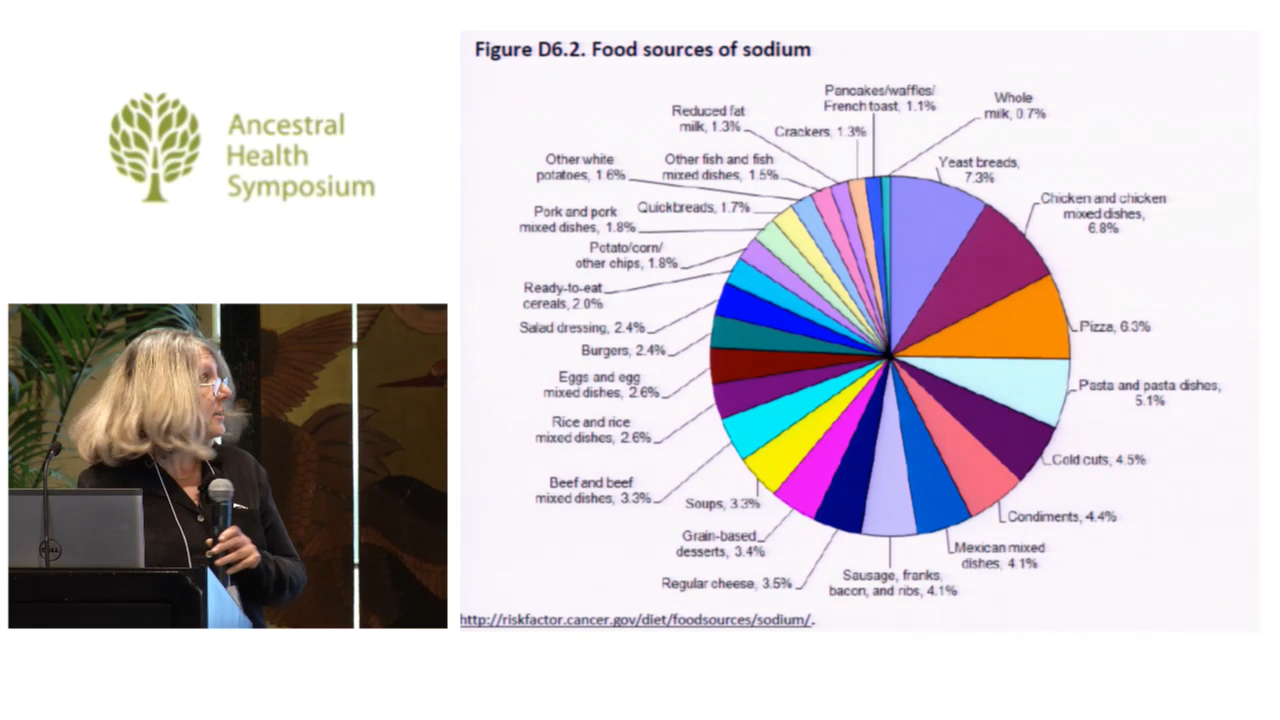 Ancestral
Health
Symposium
Figure D6.2. Food sources of sodium
Pancakes/waffles/
French toast, 1.1%
Whole
milk, 0.7%
Reduced fat
milk, 1.3%
Crackers, 1.3%
Yeast breads,
7.3%
Other white
potatoes, 1.6%
Other fish and fish
mixed dishes, 1.5%
Chicken and chicken
mixed dishes,
6.8%
Pork and pork
mixed dishes, 1.8%
Quickbreads, 1.7%
Potato/corn/
other chips, 1.8%
Ready-to-eat
cereals, 2.0%
Salad dressing, 2.4%
Pizza, 6.3%
Burgers, 2.4%
Eggs and egg
mixed dishes, 2.6%
Pasta and pasta dishes,
5.1%
Rice and rice
mixed dishes, 2.6%
Cold cuts, 4.5%
Beef and beef
mixed dishes, 3.3%
Soups, 3.3%
Condiments, 4.4%
Grain-based
desserts, 3.4%
Mexican mixed
dishes, 4.1%
Regular cheese, 3.5%
Sausage, franks,
bacon, and ribs, 4.1%
http://riskfactor.cancer.gov/diet/foodsources/sodium/.
DELL